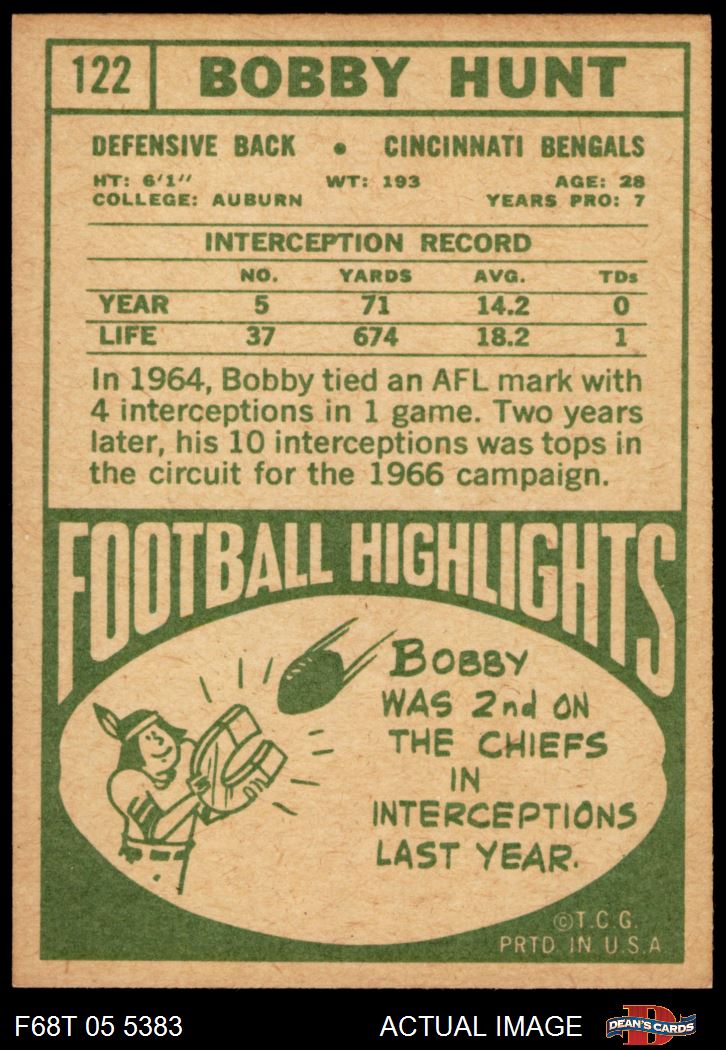 122 BOBBY HUNT
DEFENSIVE BACK • CINCINNATI BENGALS
HT: 6'1" WT: 193 AGE: 28
COLLEGE: AUBURN YEARS PRO: 7
INTERCEPTION RECORD
NO. YARDS AVG. TDs
YEAR 5 71 14.2 0
LIFE 37 674 18.2 1
In 1964, Bobby tied an AFL mark with
4 interceptions in 1 game. Two years
later, his 10 interceptions was tops in
the circuit for the 1966 campaign.
FOOTBALL HIGHLIGHTS
BOBBY
WAS 2nd ON
THE CHIEFS
IN
INTERCEPTIONS
LAST YEAR.
©T.C.G.
PRTD. IN U.S.A
F68T 05 5383 ACTUAL IMAGE D DEAN'S CARDS